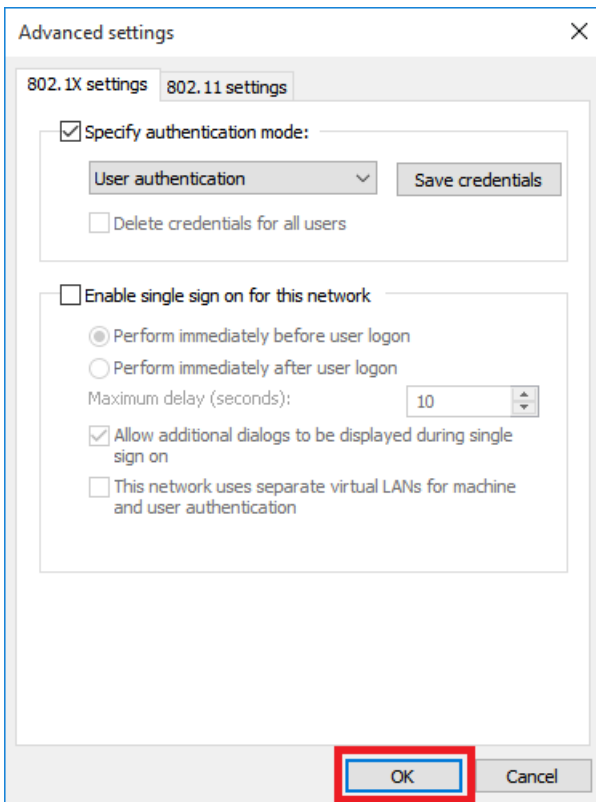 Advanced settings
802.1X settings
802.11 settings
Specify authentication mode:
User authentication
Save credentials
Delete credentials for all users
Enable single sign on for this network
Perform immediately before user logon
Perform immediately after user logon
Maximum delay (seconds):
10
Allow additional dialogs to be displayed during single
sign on
This network uses separate virtual LANs for machine
and user authentication
OK
Cancel